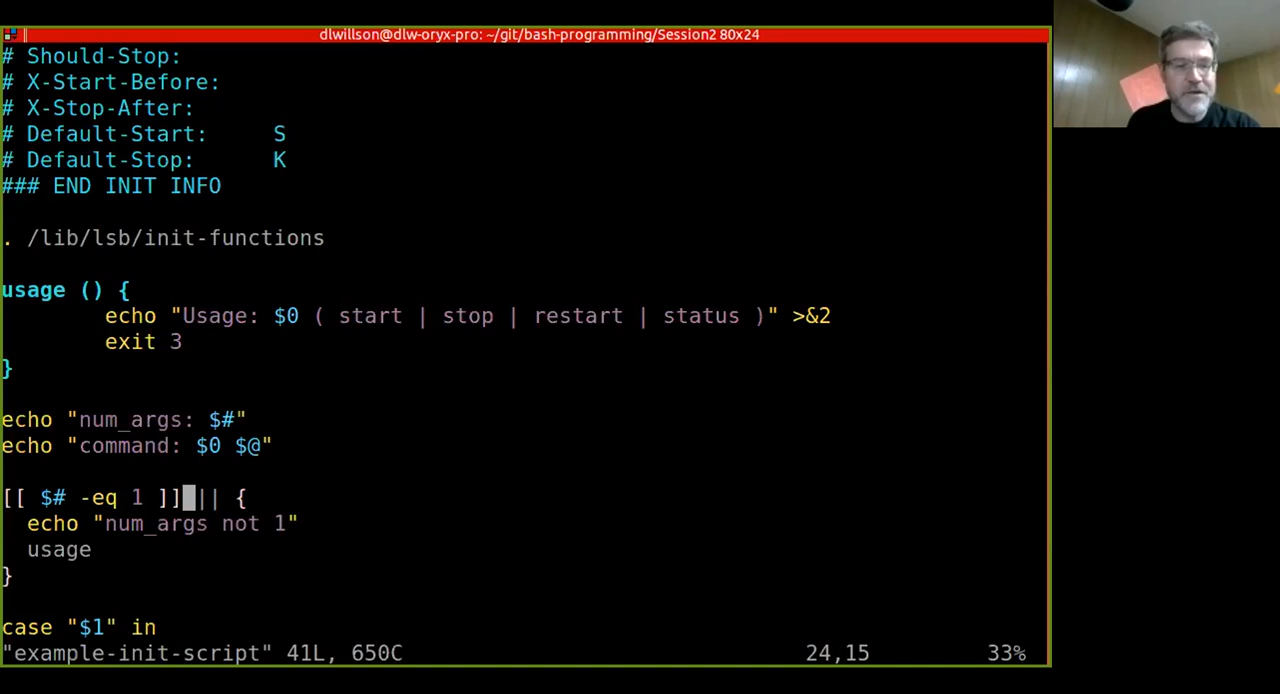 dlwillson@dlw-oryx-pro: ~/git/bash-programming/Session2 80x24
# Should-Stop:
# X-Start-Before:
# X-Stop-After:
# Default-Start:     S
# Default-Stop:      K
### END INIT INFO
. /lib/lsb/init-functions
usage () {
        echo "Usage: $0 ( start | stop | restart | status )" >&2
        exit 3
}
echo "num_args: $#"
echo "command: $0 $@"
[[ $# -eq 1 ]] || {
  echo "num_args not 1"
  usage
}
case "$1" in
"example-init-script" 41L, 650C                               24,15         33%